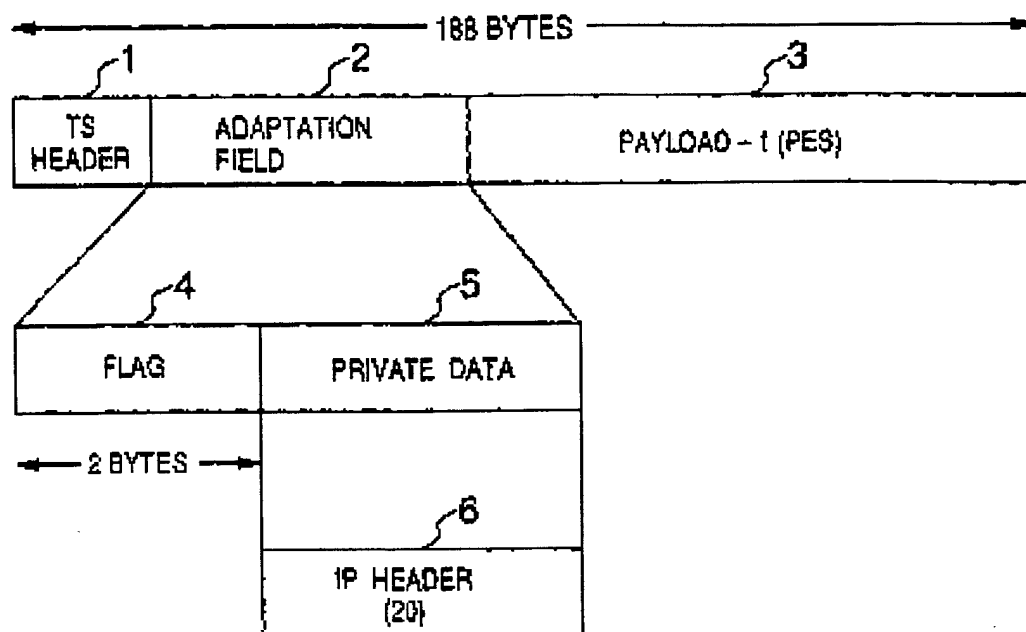 188 BYTES
1 2 3
TS
HEADER
ADAPTATION
FIELD
PAYLOAD - t (PES)
4 5
FLAG
PRIVATE DATA
2 BYTES
6
IP HEADER
(20)